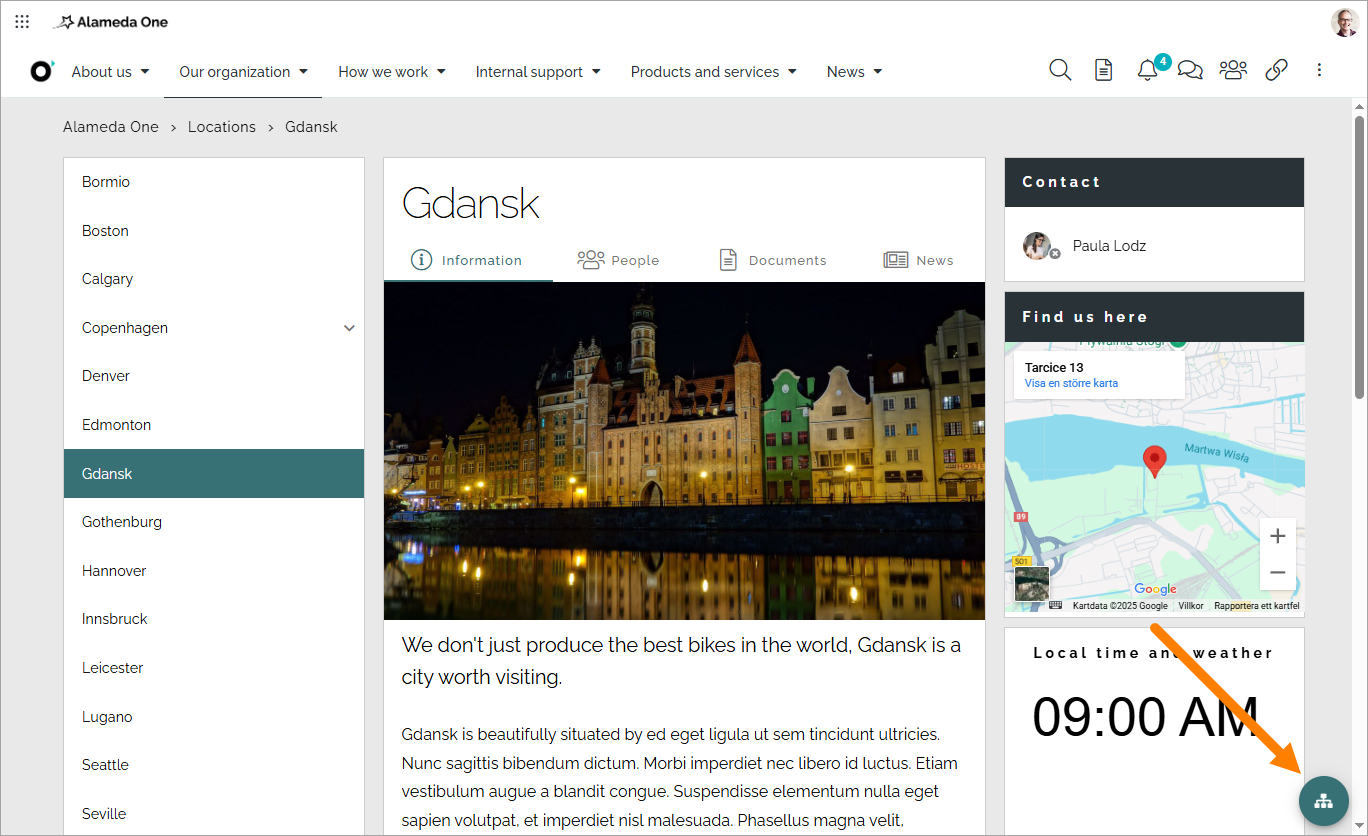 Alameda One
About us
Our organization
How we work
Internal support
Products and services
News
4
Alameda One > Locations > Gdansk
Bormio
Boston
Calgary
Copenhagen
Denver
Edmonton
Gdansk
Gothenburg
Hannover
Innsbruck
Leicester
Lugano
Seattle
Seville
Gdansk
Information
People
Documents
News
HOSTEL
We don't just produce the best bikes in the world, Gdansk is a
city worth visiting.
Gdansk is beautifully situated by ed eget ligula ut sem tincidunt ultricies.
Nunc sagittis bibendum dictum. Morbi imperdiet nec libero id luctus. Etiam
vestibulum augue a blandit congue. Suspendisse elementum nulla eget
sapien volutpat, et imperdiet nisl malesuada. Phasellus magna velit,
Contact
Paula Lodz
Find us here
Tarcice 13
Visa en större karta
Martwa Wisła
89
501
Google
Kartdata ©2025 Google
Villkor
Rapportera ett kartfel
Local time and weather
09:00 AM